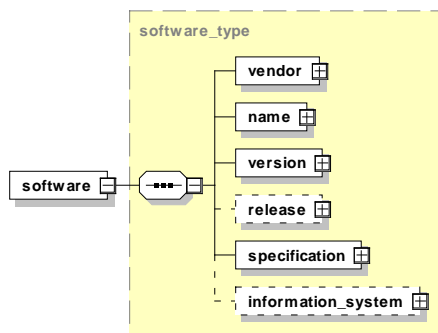 software_type
vendor
name
version
software
release
specification
information_system